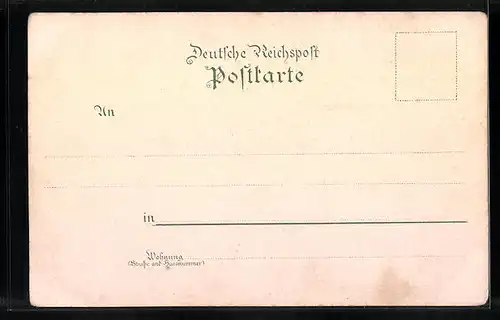 Deutsche Reichspost
Postkarte
An
in
Wohnung
(Straße und Hausnummer)